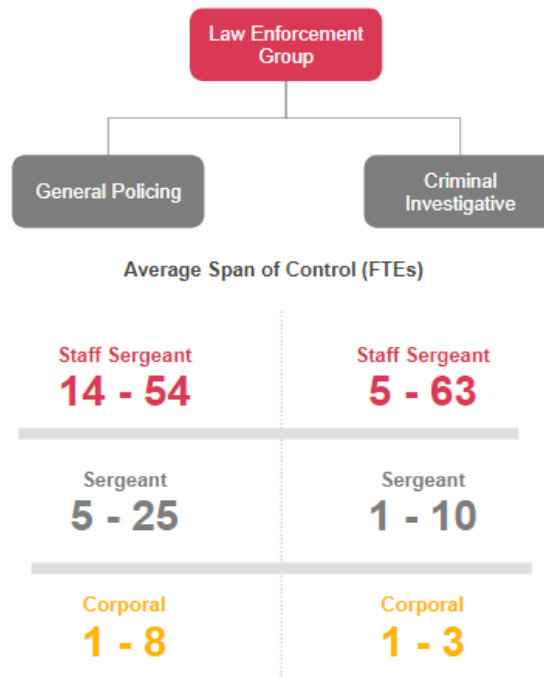 Law Enforcement
Group
General Policing
Criminal
Investigative
Average Span of Control (FTEs)
Staff Sergeant
14 - 54
Staff Sergeant
5 - 63
Sergeant
5 - 25
Sergeant
1 - 10
Corporal
1 - 8
Corporal
1 - 3